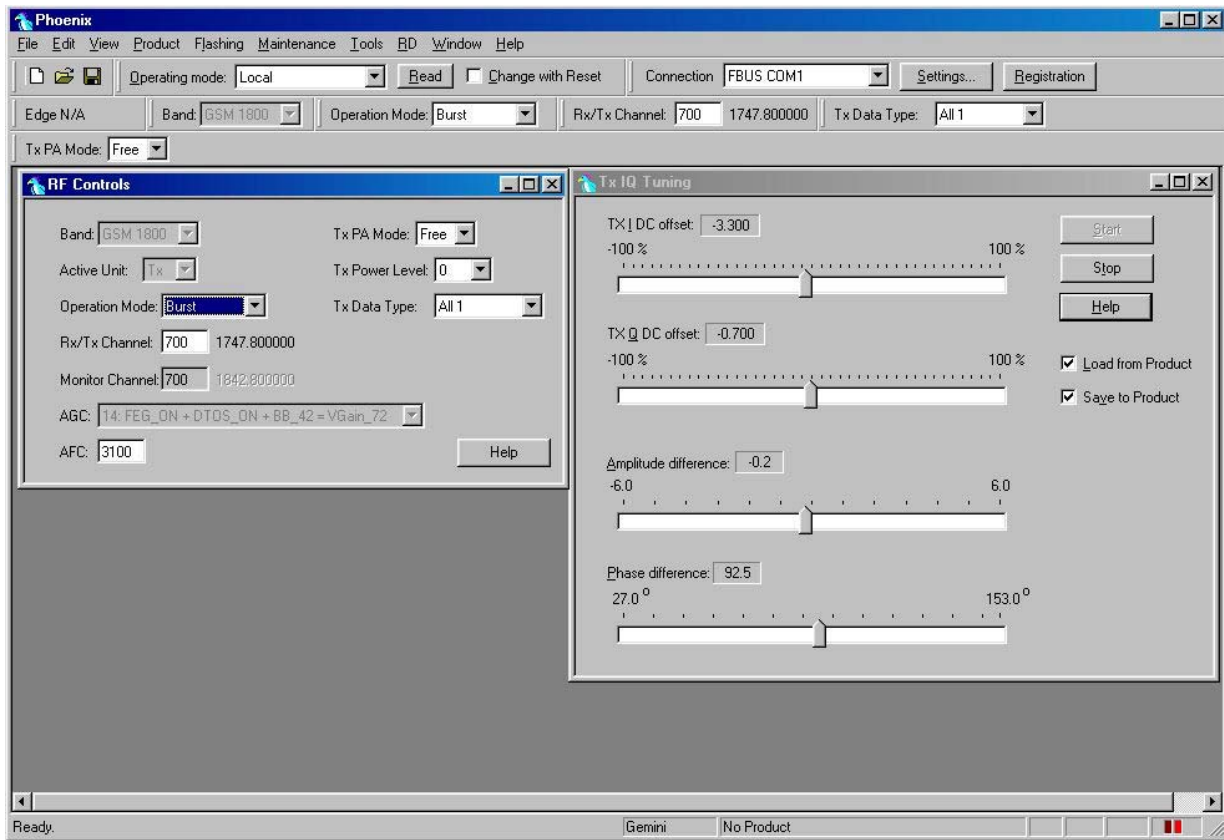 Phoenix
File Edit View Product Flashing Maintenance Tools RD Window Help
Operating mode: Local Read Change with Reset Connection FBUS COM1 Settings... Registration
Edge N/A Band: GSM 1800 Operation Mode: Burst Rx/Tx Channel: 700 1747.800000 Tx Data Type: All 1
Tx PA Mode: Free
RF Controls
Band: GSM 1800 Tx PA Mode: Free
Active Unit: Tx Tx Power Level: 0
Operation Mode: Burst Tx Data Type: All 1
Rx/Tx Channel: 700 1747.800000
Monitor Channel: 700 1842.800000
AGC: 14: FEG_ON + DTOS_ON + BB_42 = VGain_72
AFC: 3100 Help
Tx IQ Tuning
TX I DC offset: -3.300 Start
-100 % 100 %
Stop
Help
TX Q DC offset: -0.700
-100 % 100 %
Load from Product
Save to Product
Amplitude difference: -0.2
-6.0 6.0
Phase difference: 92.5
27.0 º 153.0 º
Ready. Gemini No Product